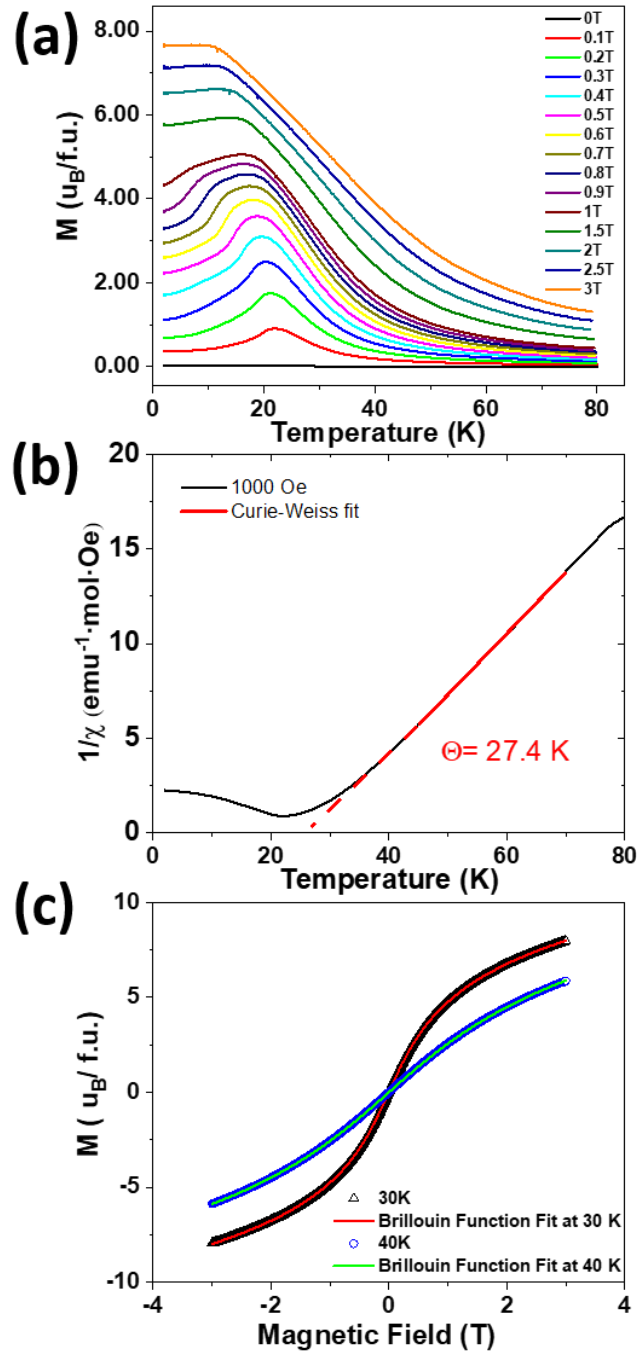 (a)
8.00
6.00
4.00
2.00
0.00
M (u_B/f.u.)
0T
0.1T
0.2T
0.3T
0.4T
0.5T
0.6T
0.7T
0.8T
0.9T
1T
1.5T
2T
2.5T
3T
0 20 40 60 80
Temperature (K)
(b)
20
15
10
5
0
1/χ (emu⁻¹·mol·Oe)
1000 Oe
Curie-Weiss fit
Θ= 27.4 K
0 20 40 60 80
Temperature (K)
(c)
10
5
0
-5
-10
M ( u_B/ f.u.)
30K
Brillouin Function Fit at 30 K
40K
Brillouin Function Fit at 40 K
-4 -2 0 2 4
Magnetic Field (T)